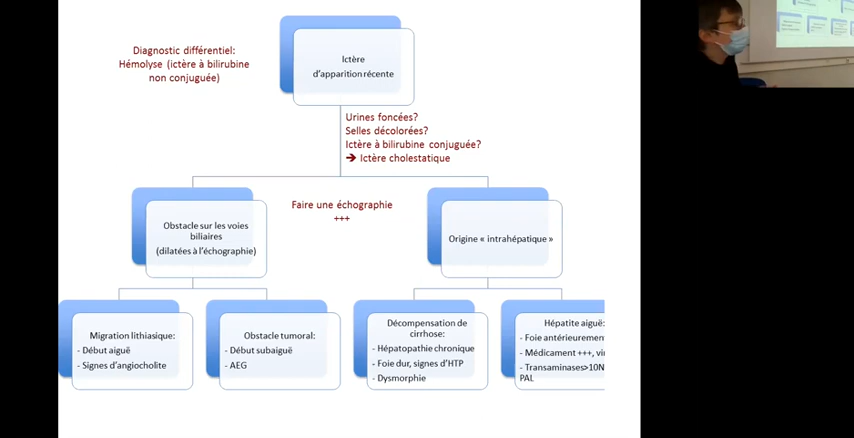 Diagnostic différentiel:
Hémolyse (ictère à bilirubine
non conjuguée)
Ictère
d'apparition récente
Urines foncées?
Selles décolorées?
Ictère à bilirubine conjuguée?
➔ Ictère cholestatique
Faire une échographie
+++
Obstacle sur les voies
biliaires
(dilatées à l'échographie)
Origine « intrahépatique »
Migration lithiasique:
- Début aiguë
- Signes d'angiocholite
Obstacle tumoral:
- Début subaiguë
- AEG
Décompensation de
cirrhose:
- Hépatopathie chronique
- Foie dur, signes d'HTP
- Dysmorphie
Hépatite aiguë:
- Foie antérieuremen
- Médicament +++, vi
- Transaminases>10N
PAL